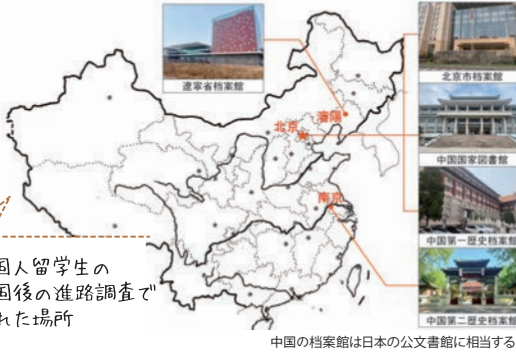 遼寧省档案館
北京市档案館
瀋陽
北京
中国国家図書館
南京
中国第一歴史档案館
国人留学生の
国後の進路調査で
れた場所
中国第二歴史档案館
中国の档案館は日本の公文書館に相当する